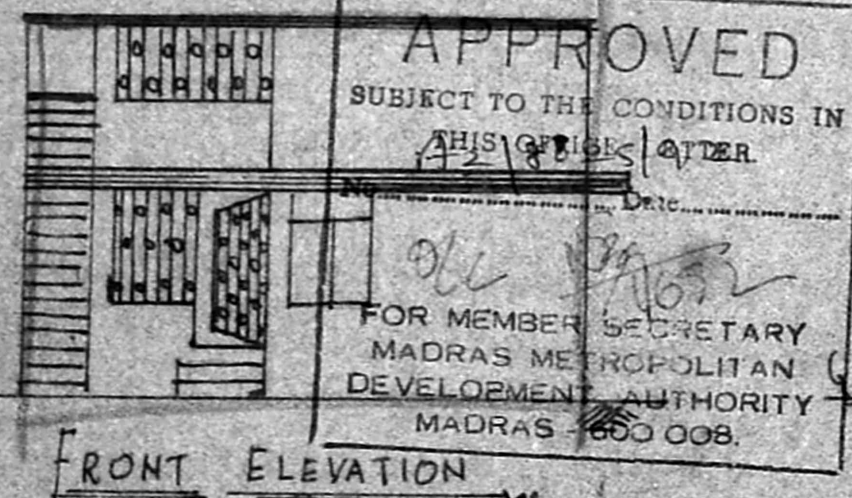 APPROVED
SUBJECT TO THE CONDITIONS IN
THIS OFFICE LETTER.
No. Date
FOR MEMBER SECRETARY
MADRAS METROPOLITAN
DEVELOPMENT AUTHORITY
MADRAS - 600 008.
FRONT ELEVATION